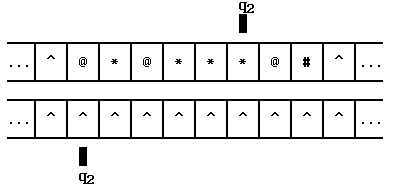 q2
... ^ @ * @ * * * @ # ^ ...
... ^ ^ ^ ^ ^ ^ ^ ^ ^ ^ ...
q2